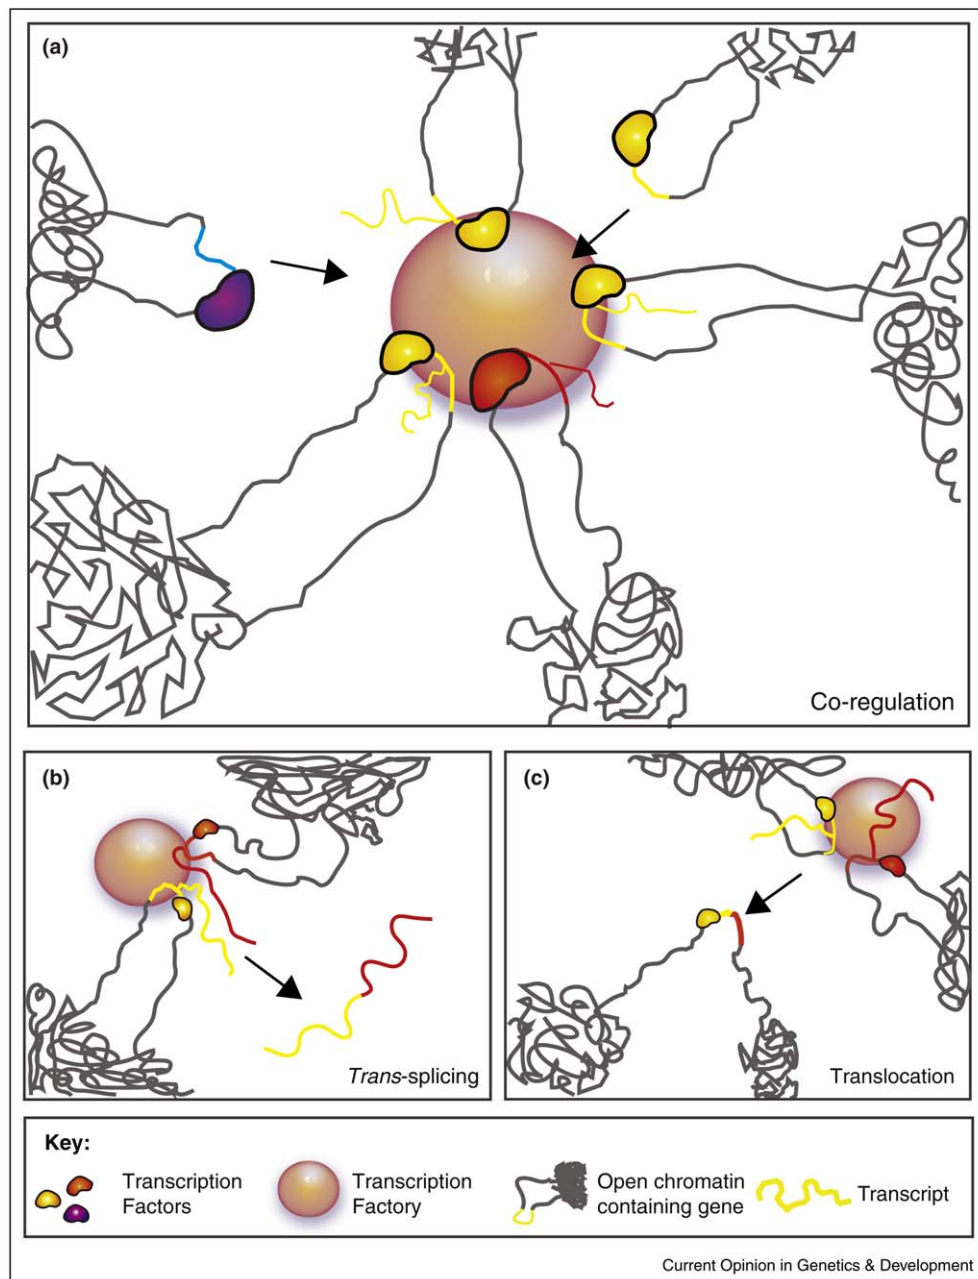 (a)
Co-regulation
(b)
Trans-splicing
(c)
Translocation
Key:
Transcription
Factors
Transcription
Factory
Open chromatin
containing gene
Transcript
Current Opinion in Genetics & Development